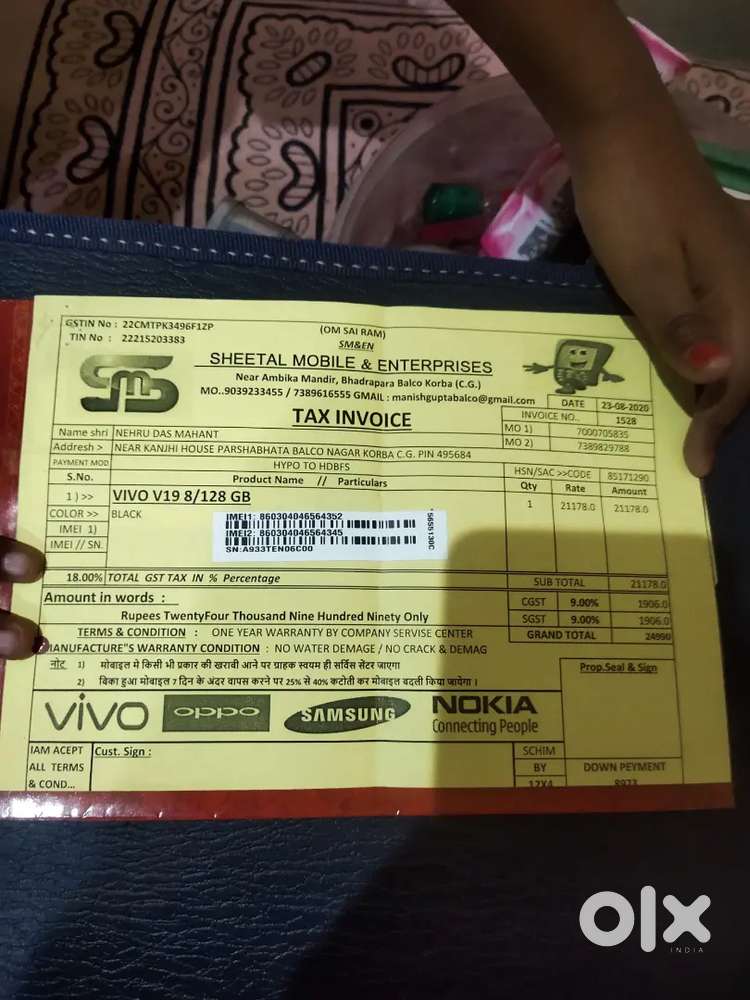 GSTIN No : 22CMTPK3496F1ZP
TIN No : 22215203383
(OM SAI RAM)
SM&EN
SHEETAL MOBILE & ENTERPRISES
Near Ambika Mandir, Bhadrapara Balco Korba (C.G.)
MO..9039233455 / 7389616555 GMAIL : manishguptabalco@gmail.com
SM
TAX INVOICE
DATE 23-08-2020
INVOICE NO.. 1528
Name shri NEHRU DAS MAHANT MO 1) 7000705835
Addresh > NEAR KANJHI HOUSE PARSHABHATA BALCO NAGAR KORBA C.G. PIN 495684 MO 2) 7389829788
PAYMENT MOD HYPO TO HDBFS HSN/SAC >>CODE 85171290
S.No. Product Name // Particulars Qty Rate Amount
1 ) >> VIVO V19 8/128 GB 1 21178.0 21178.0
COLOR >> BLACK
IMEI 1)
IMEI // SN.
IMEI1: 860304046564352
IMEI2: 860304046564345
SN:A933TEN06C00
5655130C
18.00% TOTAL GST TAX IN % Percentage SUB TOTAL 21178.0
Amount in words : CGST 9.00% 1906.0
Rupees TwentyFour Thousand Nine Hundred Ninety Only SGST 9.00% 1906.0
TERMS & CONDITION : ONE YEAR WARRANTY BY COMPANY SERVISE CENTER GRAND TOTAL 24990
MANUFACTURE"S WARRANTY CONDITION : NO WATER DEMAGE / NO CRACK & DEMAG
नोट 1) मोबाइल मे किसी भी प्रकार की खराबी आने पर ग्राहक स्वयम ही सर्विस सेंटर जाएगा
2) बिका हुआ मोबाइल 7 दिन के अंदर वापस करने पर 25% से 40% कटोती कर मोबाइल वदली किया जायेगा ।
Prop.Seal & Sign
vivo oppo SAMSUNG NOKIA
Connecting People
IAM ACEPT Cust. Sign : SCHIM
ALL TERMS BY DOWN PEYMENT
& COND... 12X4 8973
olx
INDIA